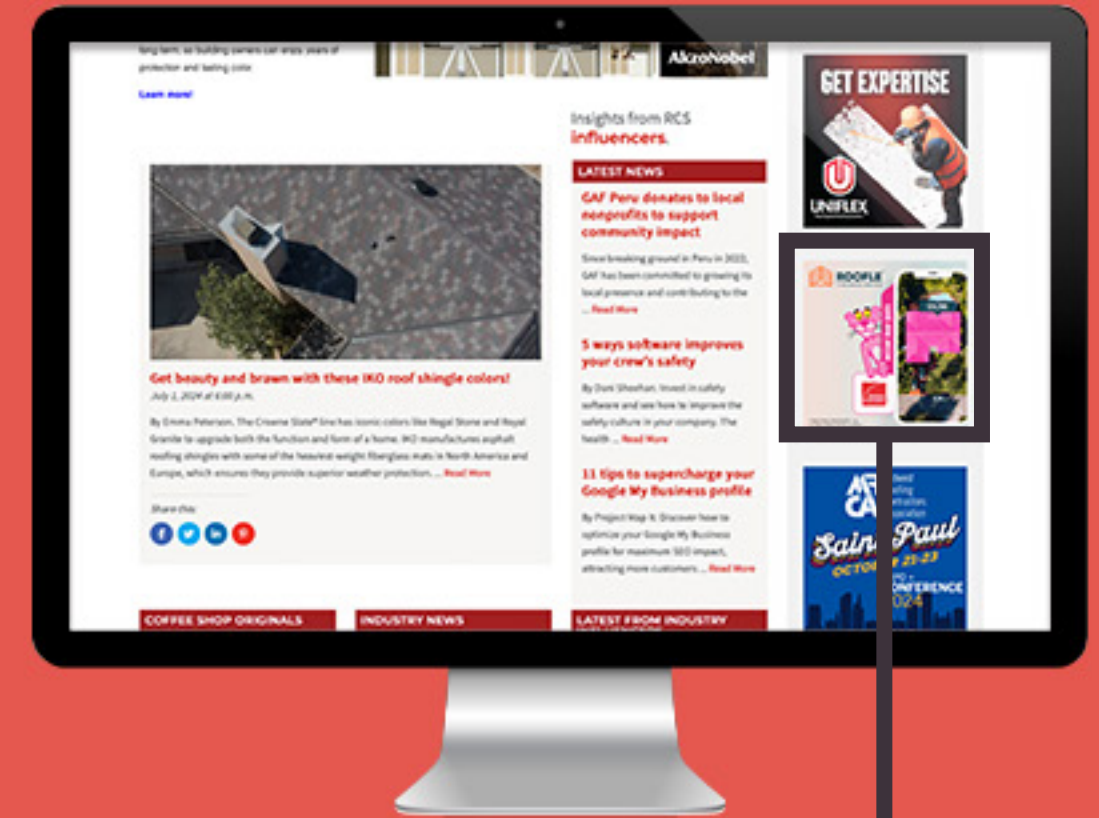 long term, so building owners can enjoy years of
protection and lasting color.
Learn more!
AkzoNobel
Insights from RCS
influencers.
Get beauty and brawn with these IKO roof shingle colors!
July 2, 2024 at 6:00 p.m.
By Emma Peterson. The Crowne Slate® line has iconic colors like Regal Stone and Royal
Granite to upgrade both the function and form of a home. IKO manufactures asphalt
roofing shingles with some of the heaviest weight fiberglass mats in North America and
Europe, which ensures they provide superior weather protection. ... Read More
Share this:
LATEST NEWS
GAF Peru donates to local
nonprofits to support
community impact
Since breaking ground in Peru in 2022,
GAF has been committed to growing its
local presence and contributing to the
... Read More
5 ways software improves
your crew's safety
By Dani Sheehan. Invest in safety
software and see how to improve the
safety culture in your company. The
health ... Read More
11 tips to supercharge your
Google My Business profile
By Project Map It. Discover how to
optimize your Google My Business
profile for maximum SEO impact,
attracting more customers ... Read More
COFFEE SHOP ORIGINALS
INDUSTRY NEWS
LATEST FROM INDUSTRY
GET EXPERTISE
UNIFLEX
ROOFLE
Saint Paul
OCTOBER 21-23
CONFERENCE
2024